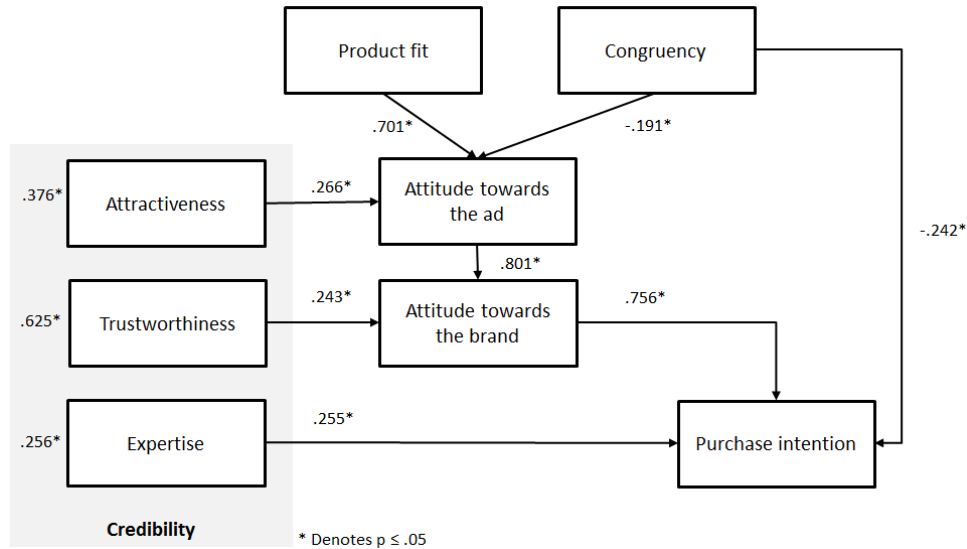 Product fit
Congruency
.701*
-.191*
.376*
Attractiveness
.266*
Attitude towards
the ad
-.242*
.801*
.625*
Trustworthiness
.243*
Attitude towards
the brand
.756*
.256*
Expertise
.255*
Purchase intention
Credibility
* Denotes p ≤ .05